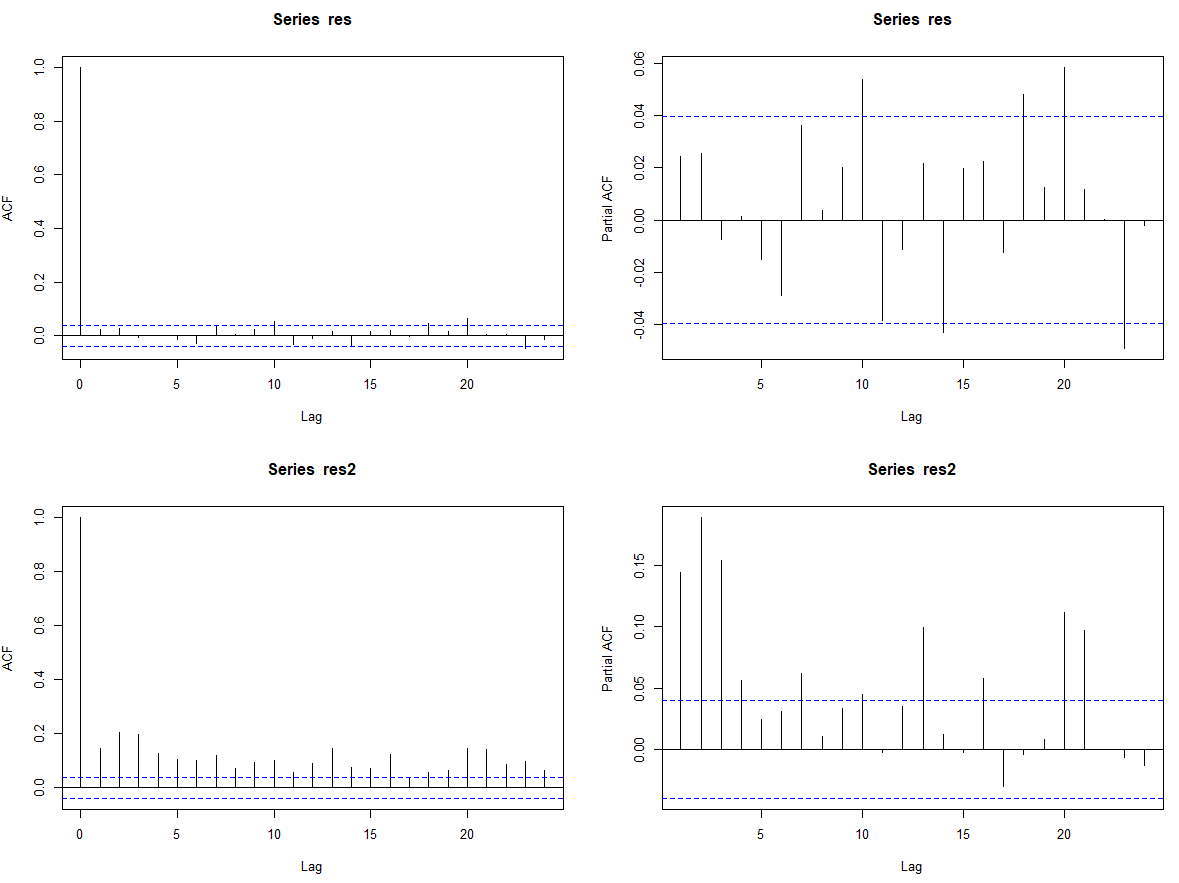 Series res
ACF
0.0 0.2 0.4 0.6 0.8 1.0
0 5 10 15 20
Lag
Series res
Partial ACF
-0.04 -0.02 0.00 0.02 0.04 0.06
5 10 15 20
Lag
Series res2
ACF
0.0 0.2 0.4 0.6 0.8 1.0
0 5 10 15 20
Lag
Series res2
Partial ACF
0.00 0.05 0.10 0.15
5 10 15 20
Lag